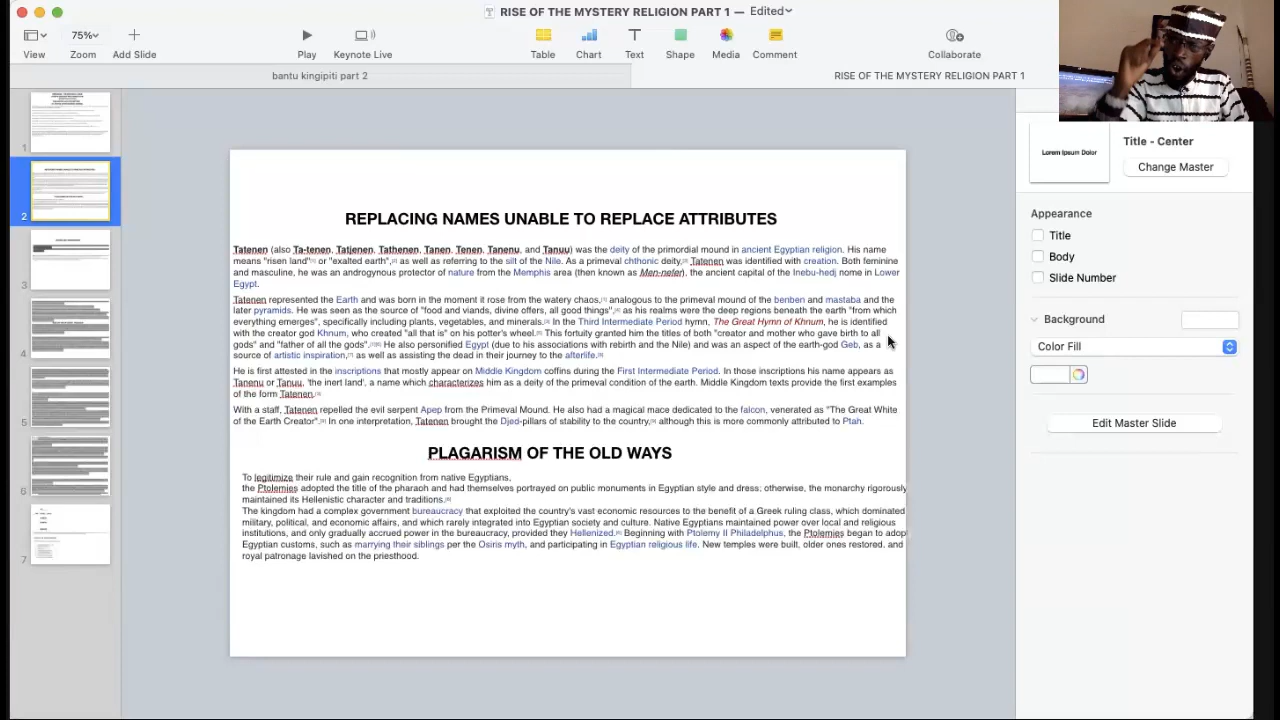 RISE OF THE MYSTERY RELIGION PART 1 — Edited
75%
View Zoom Add Slide Play Keynote Live Table Chart Text Shape Media Comment Collaborate
bantu kingipiti part 2
RISE OF THE MYSTERY RELIGION PART 1
1
2
3
4
5
6
7
REPLACING NAMES UNABLE TO REPLACE ATTRIBUTES
Tatenen (also Ta-tenen, Tatjenen, Tathenen, Tanen, Tenen, Tanenu, and Tanuu) was the deity of the primordial mound in ancient Egyptian religion. His name
means "risen land" or "exalted earth", as well as referring to the silt of the Nile. As a primeval chthonic deity, Tatenen was identified with creation. Both feminine
and masculine, he was an androgynous protector of nature from the Memphis area (then known as Men-nefer), the ancient capital of the Inebu-hedj nome in Lower
Egypt.
Tatenen represented the Earth and was born in the moment it rose from the watery chaos, analogous to the primeval mound of the benben and mastaba and the
later pyramids. He was seen as the source of "food and viands, divine offers, all good things", as his realms were the deep regions beneath the earth "from which
everything emerges", specifically including plants, vegetables, and minerals. In the Third Intermediate Period hymn, The Great Hymn of Khnum, he is identified
with the creator god Khnum, who created "all that is" on his potter's wheel. This fortuity granted him the titles of both "creator and mother who gave birth to all
gods" and "father of all the gods". He also personified Egypt (due to his associations with rebirth and the Nile) and was an aspect of the earth-god Geb, as a
source of artistic inspiration, as well as assisting the dead in their journey to the afterlife.
He is first attested in the inscriptions that mostly appear on Middle Kingdom coffins during the First Intermediate Period. In those inscriptions his name appears as
Tanenu or Tanuu, 'the inert land', a name which characterizes him as a deity of the primeval condition of the earth. Middle Kingdom texts provide the first examples
of the form Tatenen.
With a staff, Tatenen repelled the evil serpent Apep from the Primeval Mound. He also had a magical mace dedicated to the falcon, venerated as "The Great White
of the Earth Creator". In one interpretation, Tatenen brought the Djed-pillars of stability to the country, although this is more commonly attributed to Ptah.
PLAGARISM OF THE OLD WAYS
To legitimize their rule and gain recognition from native Egyptians,
the Ptolemies adopted the title of the pharaoh and had themselves portrayed on public monuments in Egyptian style and dress; otherwise, the monarchy rigorously
maintained its Hellenistic character and traditions.
The kingdom had a complex government bureaucracy that exploited the country's vast economic resources to the benefit of a Greek ruling class, which dominated
military, political, and economic affairs, and which rarely integrated into Egyptian society and culture. Native Egyptians maintained power over local and religious
institutions, and only gradually accrued power in the bureaucracy, provided they Hellenized. Beginning with Ptolemy II Philadelphus, the Ptolemies began to adop
Egyptian customs, such as marrying their siblings per the Osiris myth, and participating in Egyptian religious life. New temples were built, older ones restored, and
royal patronage lavished on the priesthood.
Lorem Ipsum Dolor
Title - Center
Change Master
Appearance
Title
Body
Slide Number
Background
Color Fill
Edit Master Slide